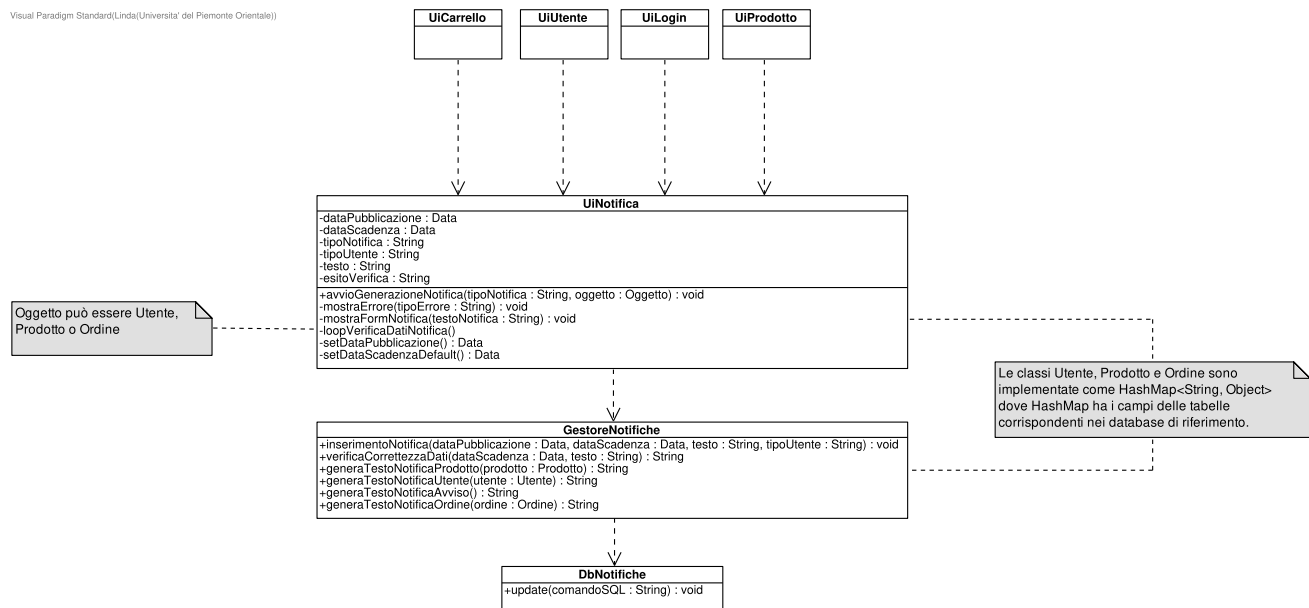 Visual Paradigm Standard(Linda(Universita' del Piemonte Orientale))
UiCarrello
UiUtente
UiLogin
UiProdotto
UiNotifica
-dataPubblicazione : Data
-dataScadenza : Data
-tipoNotifica : String
-tipoUtente : String
-testo : String
-esitoVerifica : String
+avvioGenerazioneNotifica(tipoNotifica : String, oggetto : Oggetto) : void
-mostraErrore(tipoErrore : String) : void
-mostraFormNotifica(testoNotifica : String) : void
-loopVerificaDatiNotifica()
-setDataPubblicazione() : Data
-setDataScadenzaDefault() : Data
Oggetto può essere Utente,
Prodotto o Ordine
Le classi Utente, Prodotto e Ordine sono
implementate come HashMap<String, Object>
dove HashMap ha i campi delle tabelle
corrispondenti nei database di riferimento.
GestoreNotifiche
+inserimentoNotifica(dataPubblicazione : Data, dataScadenza : Data, testo : String, tipoUtente : String) : void
+verificaCorrettezzaDati(dataScadenza : Data, testo : String) : String
+generaTestoNotificaProdotto(prodotto : Prodotto) : String
+generaTestoNotificaUtente(utente : Utente) : String
+generaTestoNotificaAvviso() : String
+generaTestoNotificaOrdine(ordine : Ordine) : String
DbNotifiche
+update(comandoSQL : String) : void